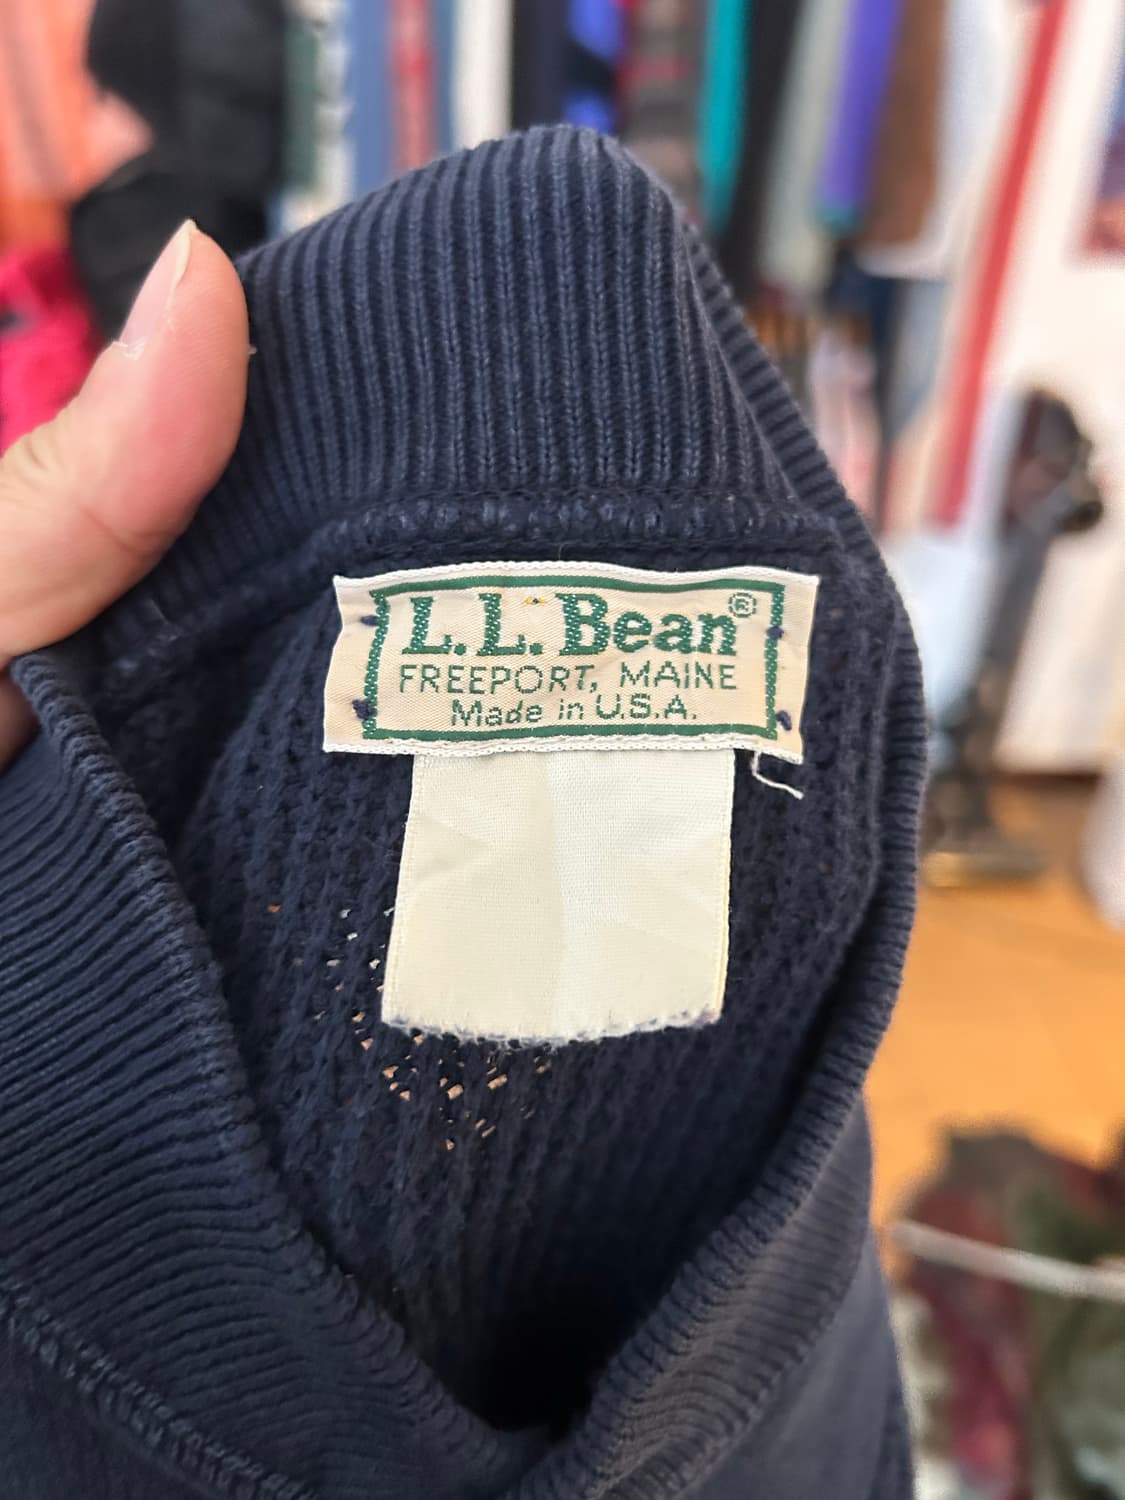 L.L. Bean®
FREEPORT, MAINE
Made in U.S.A.